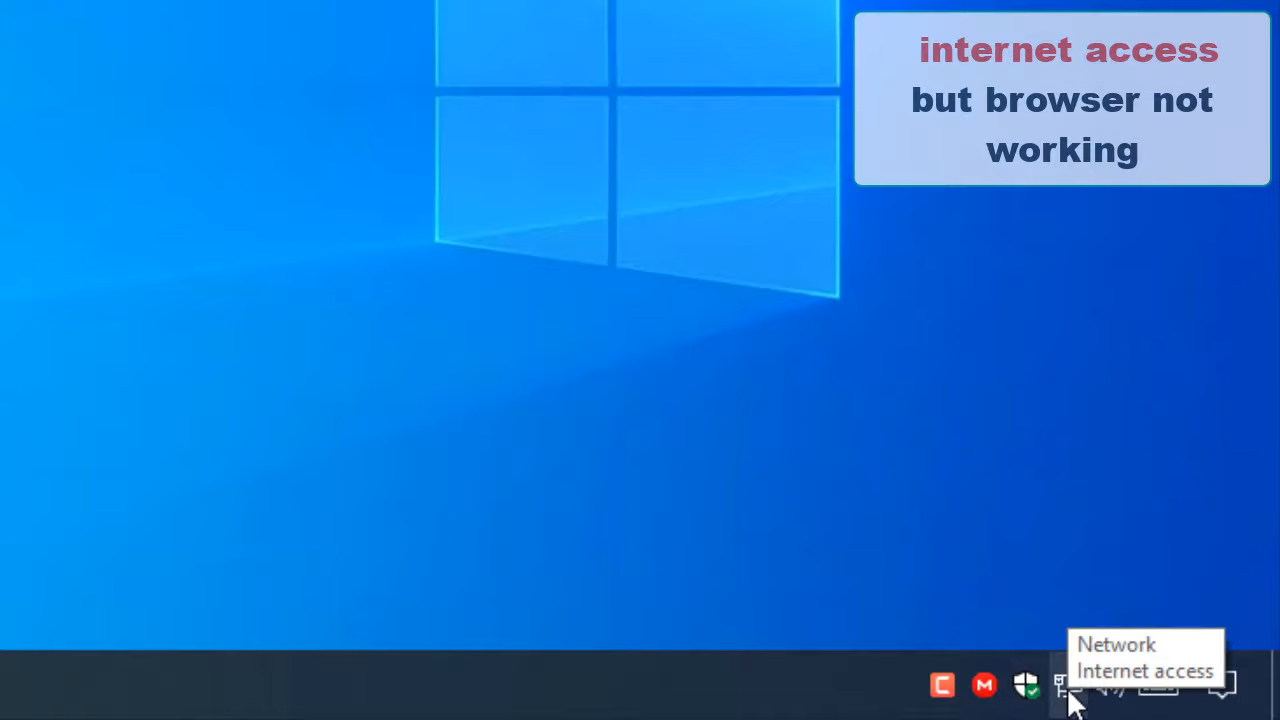 internet access
but browser not
working
Network
Internet access